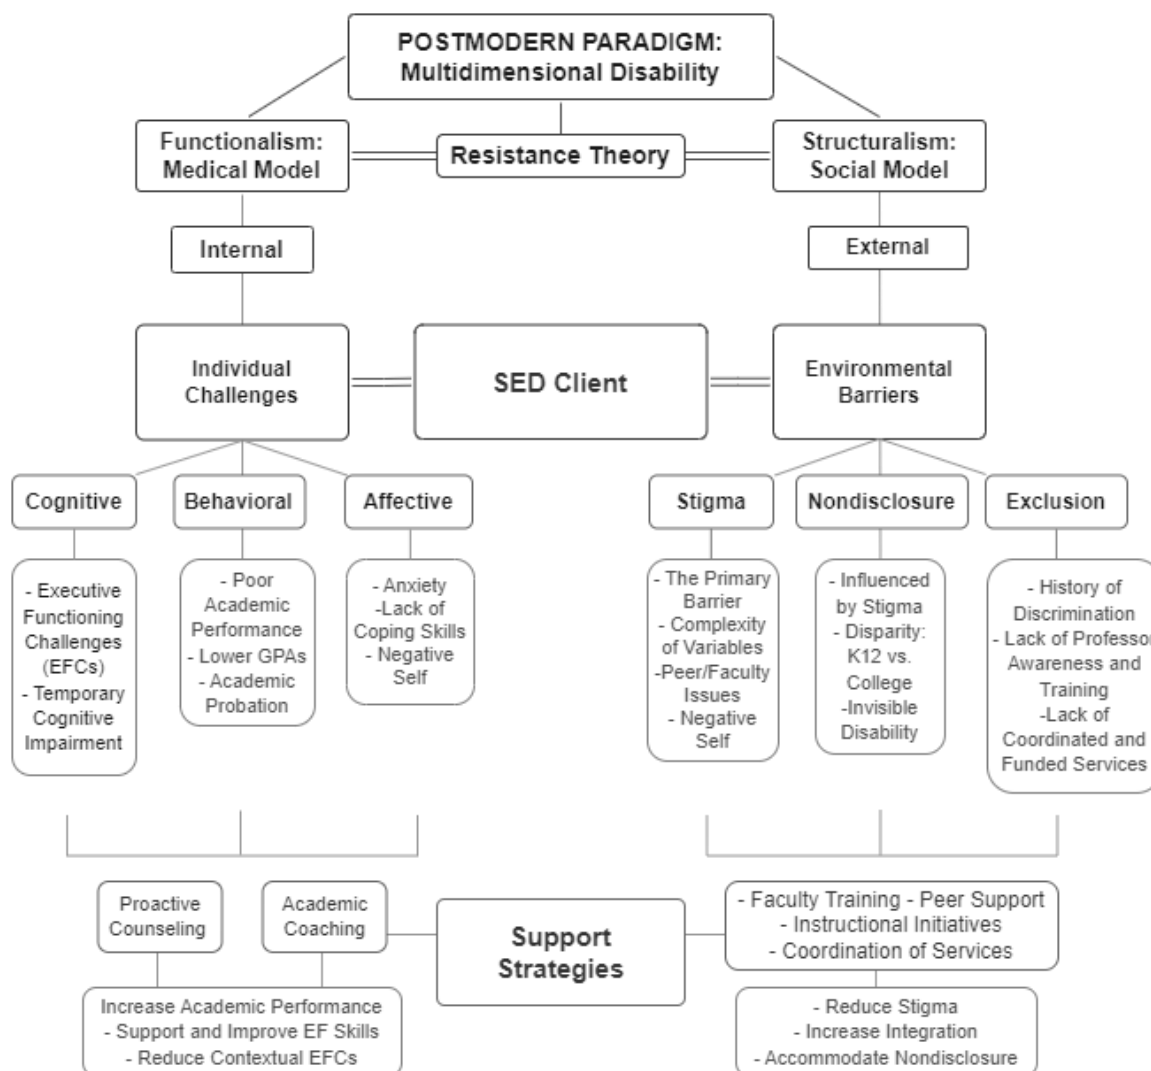 POSTMODERN PARADIGM:
Multidimensional Disability
Functionalism:
Medical Model
Resistance Theory
Structuralism:
Social Model
Internal
External
Individual
Challenges
SED Client
Environmental
Barriers
Cognitive
Behavioral
Affective
Stigma
Nondisclosure
Exclusion
- Executive
Functioning
Challenges
(EFCs)
- Temporary
Cognitive
Impairment
- Poor
Academic
Performance
- Lower GPAs
- Academic
Probation
- Anxiety
-Lack of
Coping Skills
- Negative
Self
- The Primary
Barrier
- Complexity
of Variables
-Peer/Faculty
Issues
- Negative
Self
- Influenced
by Stigma
- Disparity:
K12 vs.
College
-Invisible
Disability
- History of
Discrimination
- Lack of Professor
Awareness and
Training
-Lack of
Coordinated and
Funded Services
Proactive
Counseling
Academic
Coaching
Support
Strategies
- Faculty Training - Peer Support
- Instructional Initiatives
- Coordination of Services
Increase Academic Performance
- Support and Improve EF Skills
- Reduce Contextual EFCs
- Reduce Stigma
- Increase Integration
- Accommodate Nondisclosure